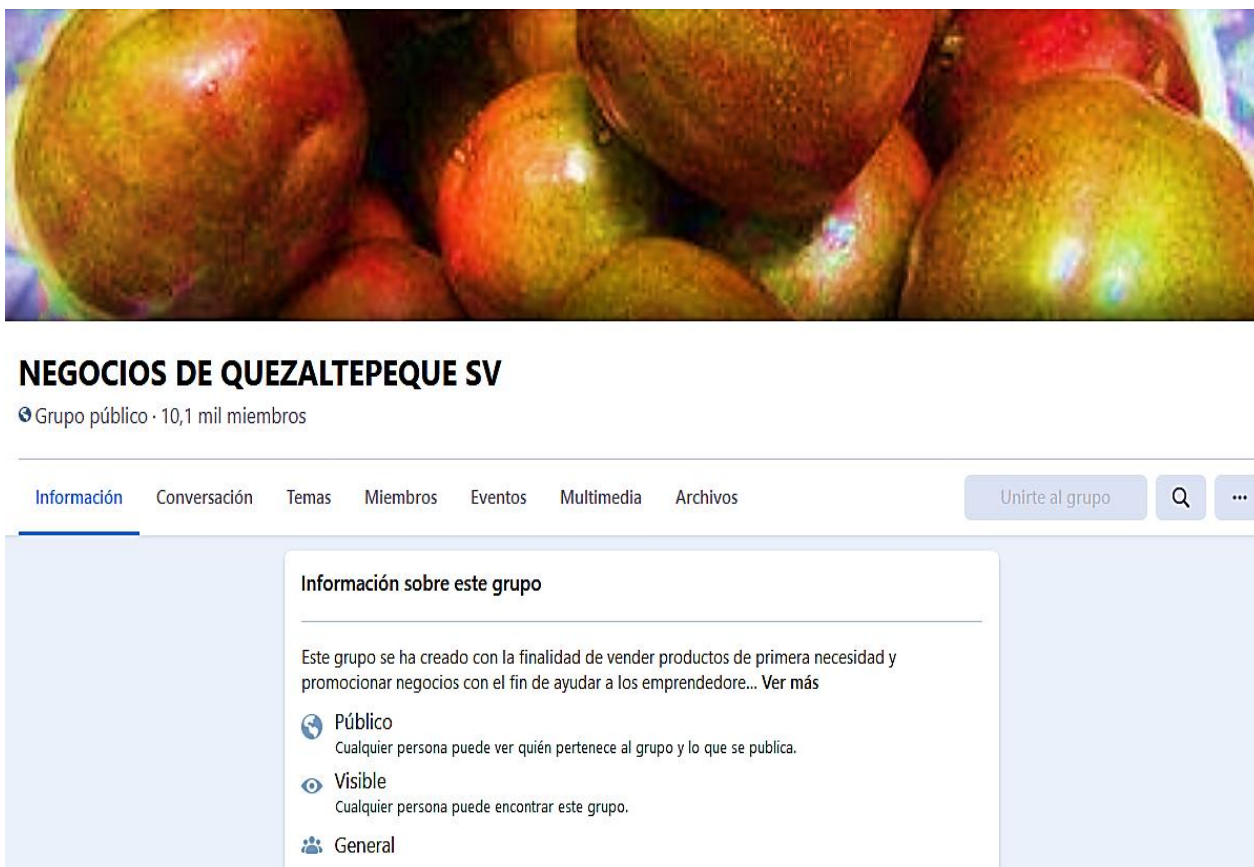 NEGOCIOS DE QUEZALTEPEQUE SV
Grupo público · 10,1 mil miembros
Información Conversación Temas Miembros Eventos Multimedia Archivos Unirte al grupo
Información sobre este grupo
Este grupo se ha creado con la finalidad de vender productos de primera necesidad y
promocionar negocios con el fin de ayudar a los emprendedore... Ver más
Público
Cualquier persona puede ver quién pertenece al grupo y lo que se publica.
Visible
Cualquier persona puede encontrar este grupo.
General